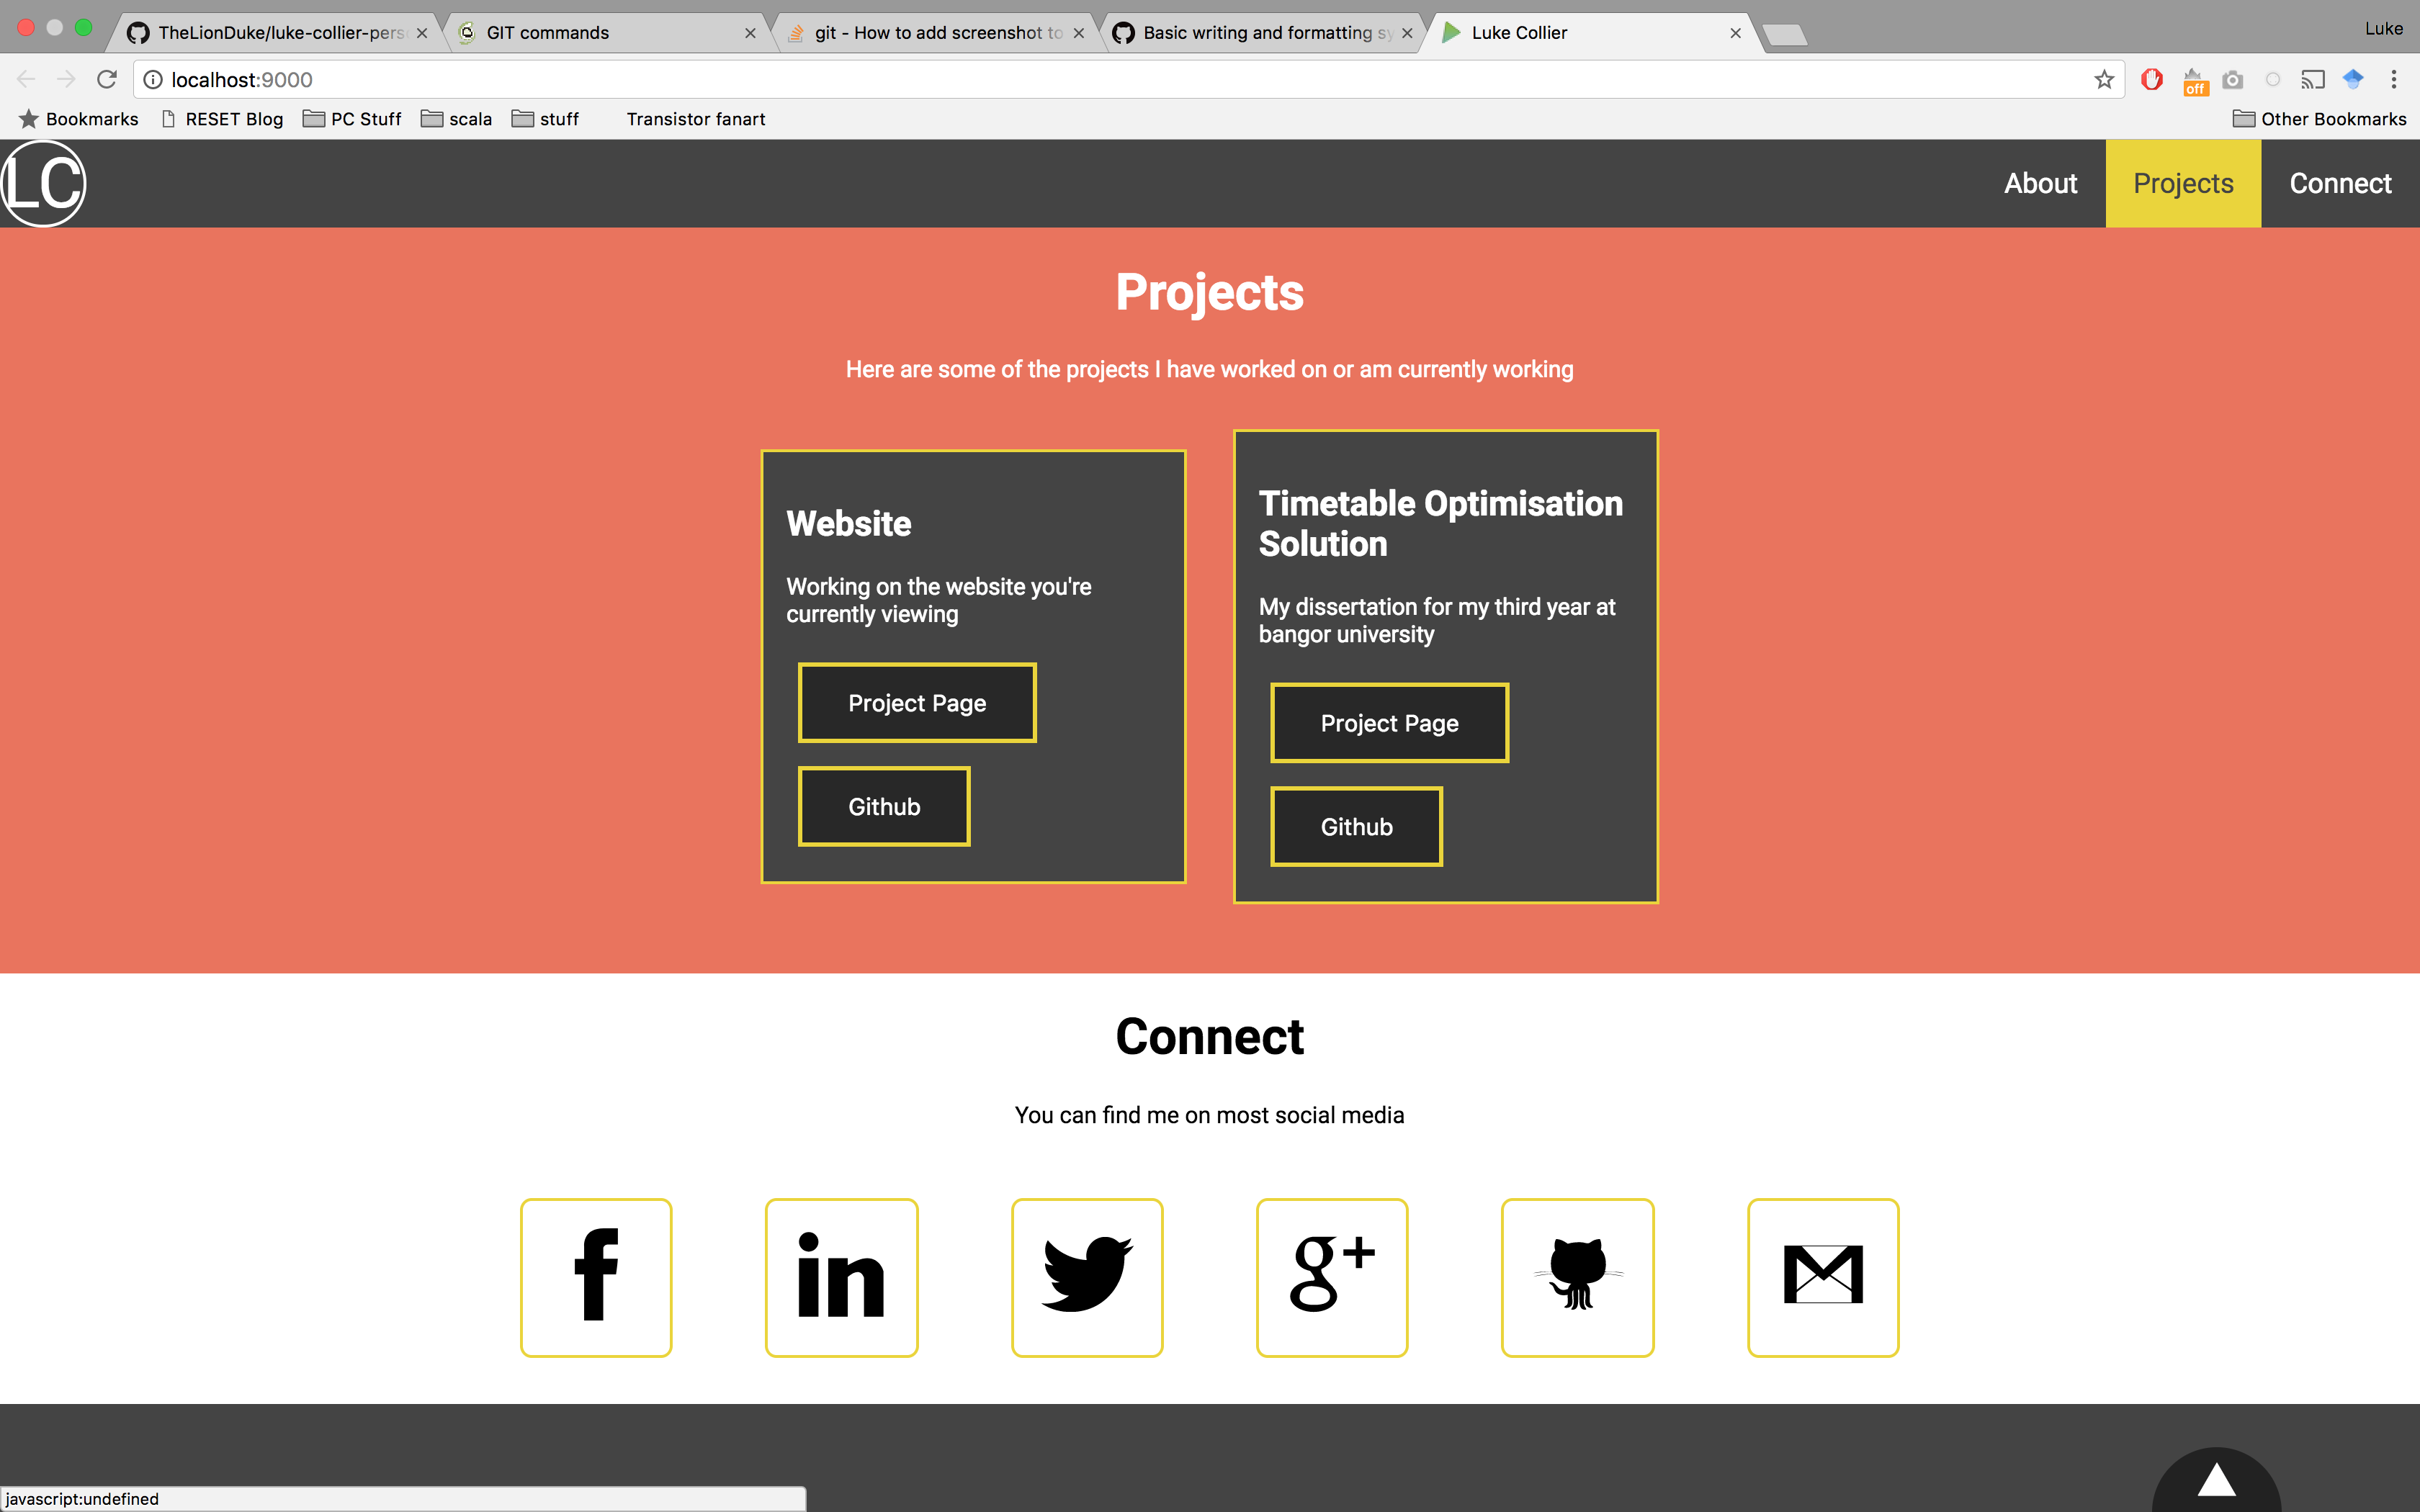 TheLionDuke/luke-collier-pers
GIT commands
git - How to add screenshot to
Basic writing and formatting sy
Luke Collier
Luke
localhost:9000
off
Bookmarks
RESET Blog
PC Stuff
scala
stuff
Transistor fanart
Other Bookmarks
LC
About
Projects
Connect
Projects
Here are some of the projects I have worked on or am currently working
Website
Working on the website you're
currently viewing
Project Page
Github
Timetable Optimisation
Solution
My dissertation for my third year at
bangor university
Project Page
Github
Connect
You can find me on most social media
f
in
g+
javascript:undefined